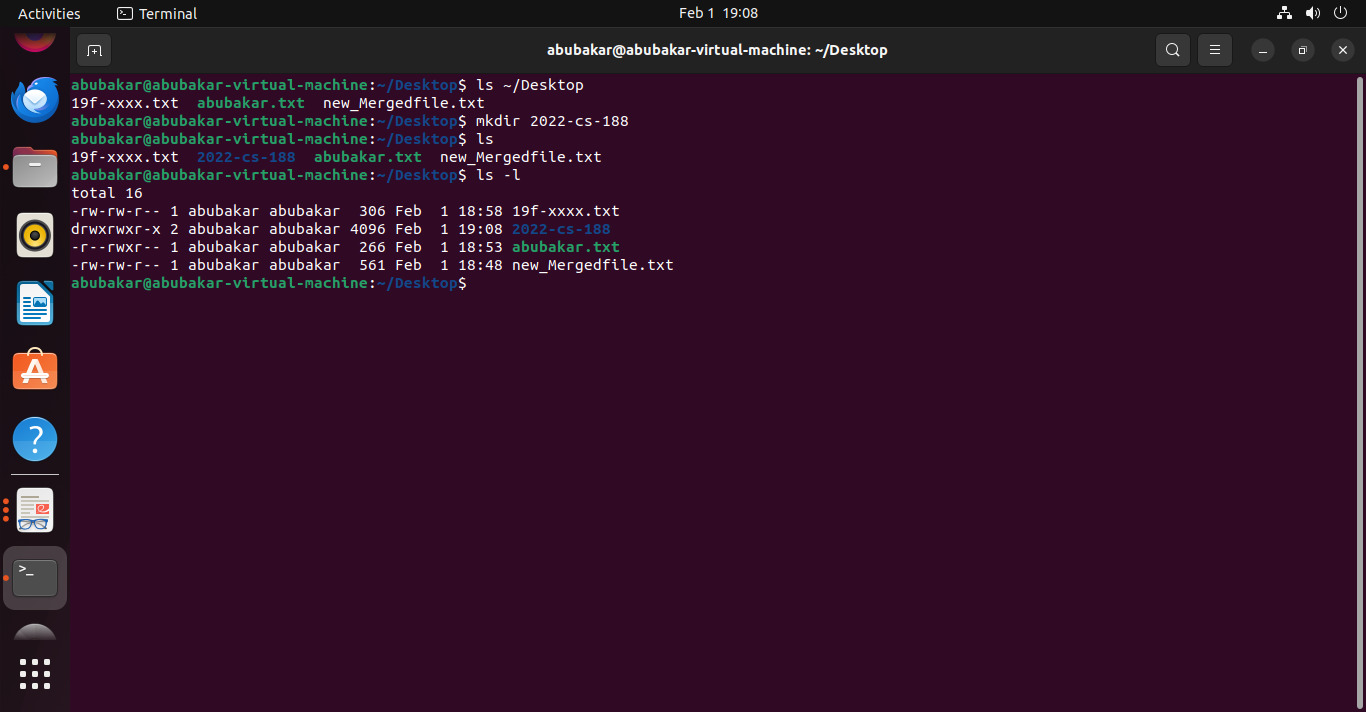 Activities
Terminal
Feb 1 19:08
abubakar@abubakar-virtual-machine: ~/Desktop
abubakar@abubakar-virtual-machine:~/Desktop$ ls ~/Desktop
19f-xxxx.txt  abubakar.txt  new_Mergedfile.txt
abubakar@abubakar-virtual-machine:~/Desktop$ mkdir 2022-cs-188
abubakar@abubakar-virtual-machine:~/Desktop$ ls
19f-xxxx.txt  2022-cs-188  abubakar.txt  new_Mergedfile.txt
abubakar@abubakar-virtual-machine:~/Desktop$ ls -l
total 16
-rw-rw-r-- 1 abubakar abubakar  306 Feb  1 18:58 19f-xxxx.txt
drwxrwxr-x 2 abubakar abubakar 4096 Feb  1 19:08 2022-cs-188
-r--rwxr-- 1 abubakar abubakar  266 Feb  1 18:53 abubakar.txt
-rw-rw-r-- 1 abubakar abubakar  561 Feb  1 18:48 new_Mergedfile.txt
abubakar@abubakar-virtual-machine:~/Desktop$